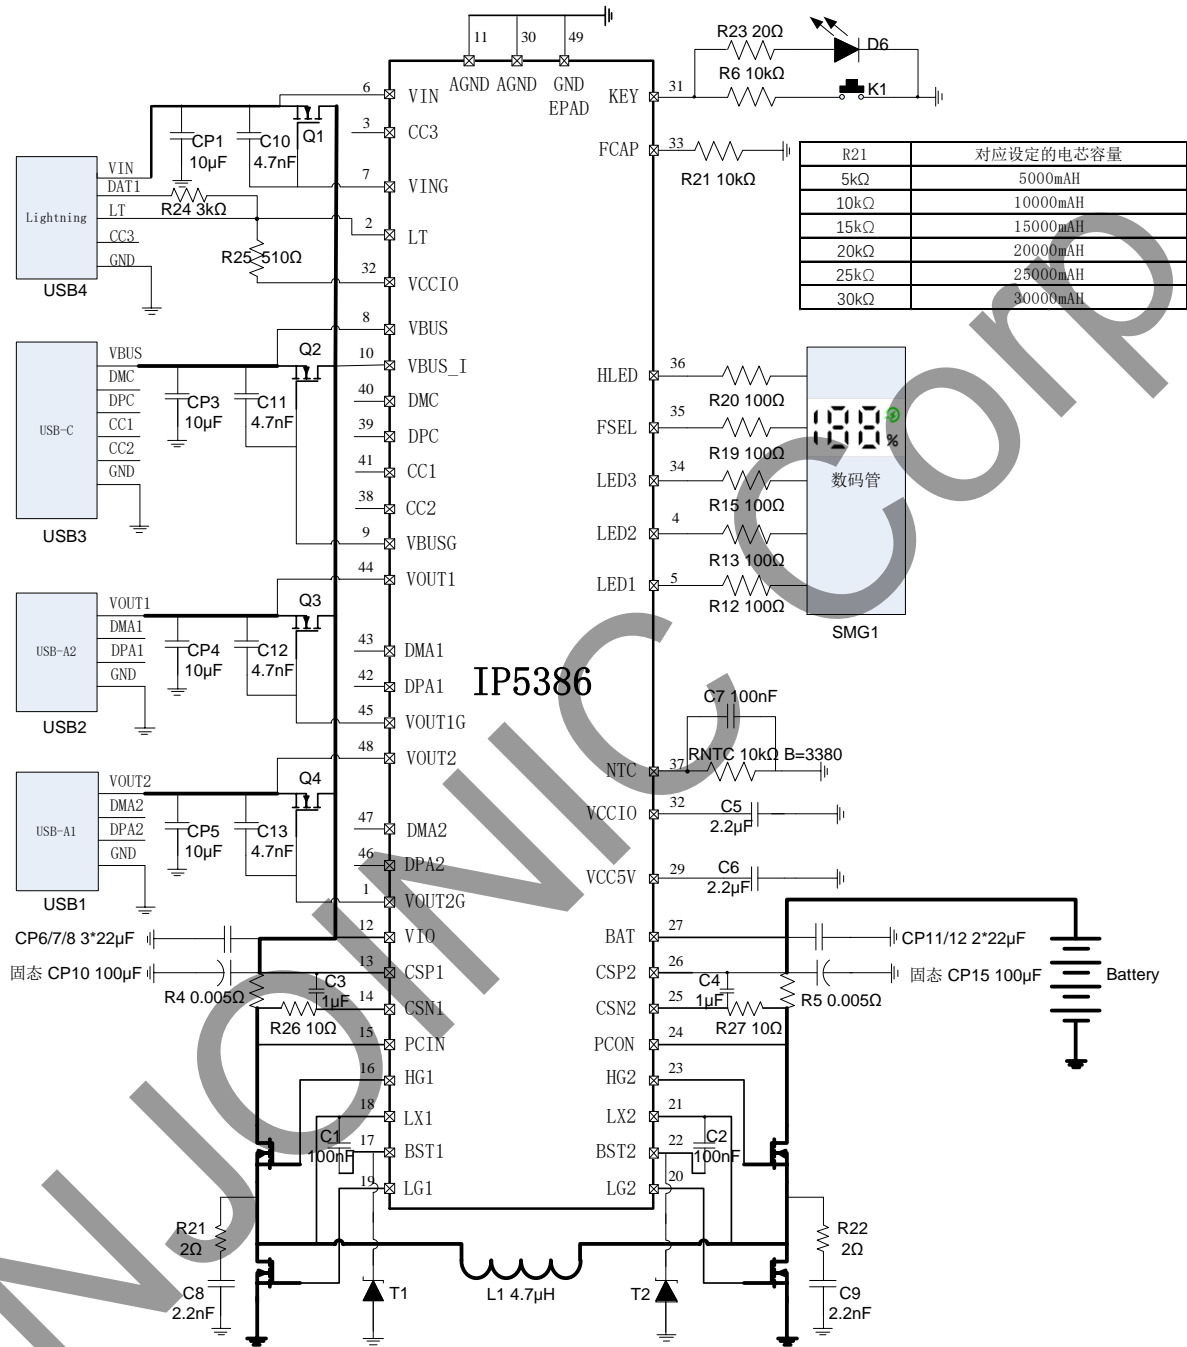 11
30
49
AGND AGND GND
EPAD
R23 20Ω
D6
R6 10kΩ
31
KEY
K1
33
FCAP
R21 10kΩ
R21 对应设定的电芯容量
5kΩ 5000mAH
10kΩ 10000mAH
15kΩ 15000mAH
20kΩ 20000mAH
25kΩ 25000mAH
30kΩ 30000mAH
6
VIN
3
CC3
7
VING
2
LT
32
VCCIO
8
VBUS
10
VBUS_I
40
DMC
39
DPC
41
CC1
38
CC2
9
VBUSG
44
VOUT1
43
DMA1
42
DPA1
45
VOUT1G
48
VOUT2
47
DMA2
46
DPA2
1
VOUT2G
12
VIO
13
CSP1
14
CSN1
15
PCIN
16
HG1
18
LX1
17
BST1
19
LG1
CP1
10μF
C10
4.7nF
Q1
Lightning
VIN
DAT1
LT
CC3
GND
USB4
R24 3kΩ
R25 510Ω
USB-C
VBUS
DMC
DPC
CC1
CC2
GND
USB3
CP3
10μF
C11
4.7nF
Q2
USB-A2
VOUT1
DMA1
DPA1
GND
USB2
CP4
10μF
C12
4.7nF
Q3
USB-A1
VOUT2
DMA2
DPA2
GND
USB1
CP5
10μF
C13
4.7nF
Q4
CP6/7/8 3*22μF
固态 CP10 100μF
R4 0.005Ω
C3
1μF
R26 10Ω
C1
100nF
R21
2Ω
C8
2.2nF
T1
L1 4.7μH
IP5386
HLED
36
R20 100Ω
FSEL
35
R19 100Ω
LED3
34
R15 100Ω
LED2
4
R13 100Ω
LED1
5
R12 100Ω
188
%
数码管
SMG1
C7 100nF
RNTC 10kΩ B=3380
NTC
37
VCCIO
32
C5
2.2μF
VCC5V
29
C6
2.2μF
BAT
27
CP11/12 2*22μF
CSP2
26
C4
1μF
固态 CP15 100μF
Battery
CSN2
25
R27 10Ω
R5 0.005Ω
PCON
24
HG2
23
LX2
21
BST2
22
C2
100nF
LG2
20
R22
2Ω
C9
2.2nF
T2
INJOINIC Corp